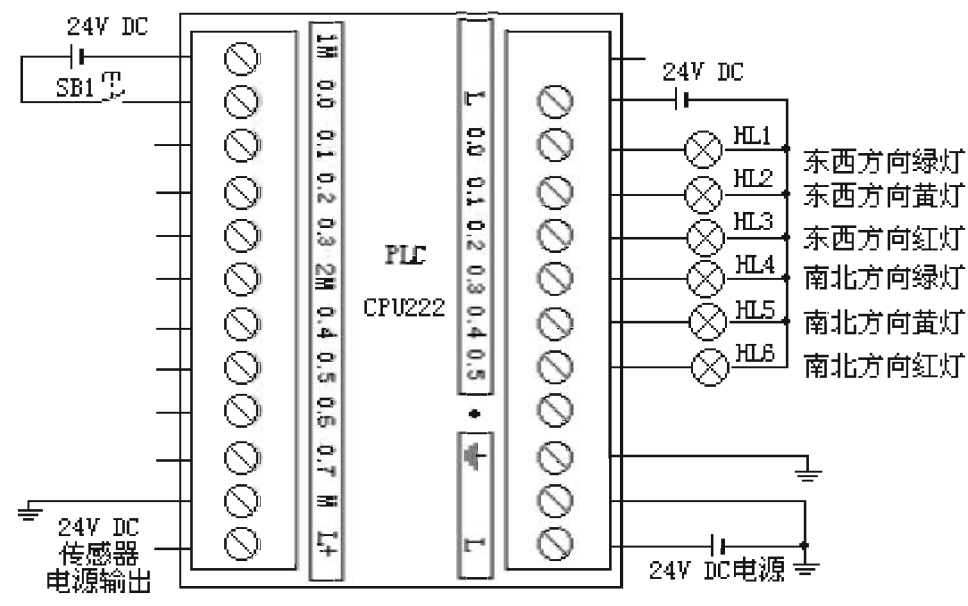 24V DC
SB1
1M
0.0
0.1
0.2
0.3
2M
0.4
0.5
0.6
0.7
M
L+
24V DC
传感器
电源输出
PLC
CPU222
L
0.0
0.1
0.2
0.3
0.4
0.5
L
24V DC
HL1
东西方向绿灯
HL2
东西方向黄灯
HL3
东西方向红灯
HL4
南北方向绿灯
HL5
南北方向黄灯
HL6
南北方向红灯
24V DC电源